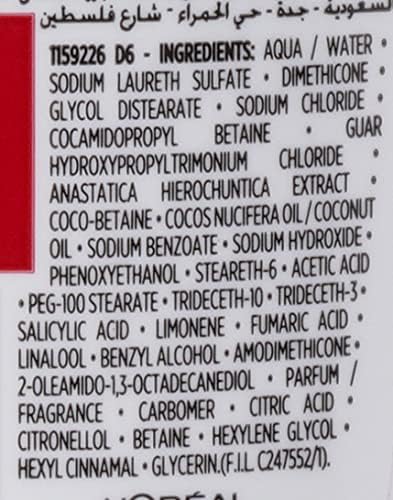 السعودية - جدة - حي الحمراء - شارع فلسطين
1159226 D6 - INGREDIENTS: AQUA / WATER •
SODIUM LAURETH SULFATE • DIMETHICONE •
GLYCOL DISTEARATE • SODIUM CHLORIDE •
COCAMIDOPROPYL BETAINE • GUAR
HYDROXYPROPYLTRIMONIUM CHLORIDE •
ANASTATICA HIEROCHUNTICA EXTRACT •
COCO-BETAINE • COCOS NUCIFERA OIL / COCONUT
OIL • SODIUM BENZOATE • SODIUM HYDROXIDE •
PHENOXYETHANOL • STEARETH-6 • ACETIC ACID
• PEG-100 STEARATE • TRIDECETH-10 • TRIDECETH-3 •
SALICYLIC ACID • LIMONENE • FUMARIC ACID •
LINALOOL • BENZYL ALCOHOL • AMODIMETHICONE •
2-OLEAMIDO-1,3-OCTADECANEDIOL • PARFUM /
FRAGRANCE • CARBOMER • CITRIC ACID •
CITRONELLOL • BETAINE • HEXYLENE GLYCOL •
HEXYL CINNAMAL • GLYCERIN.(F.I.L. C247552/1).
L'ORÉAL